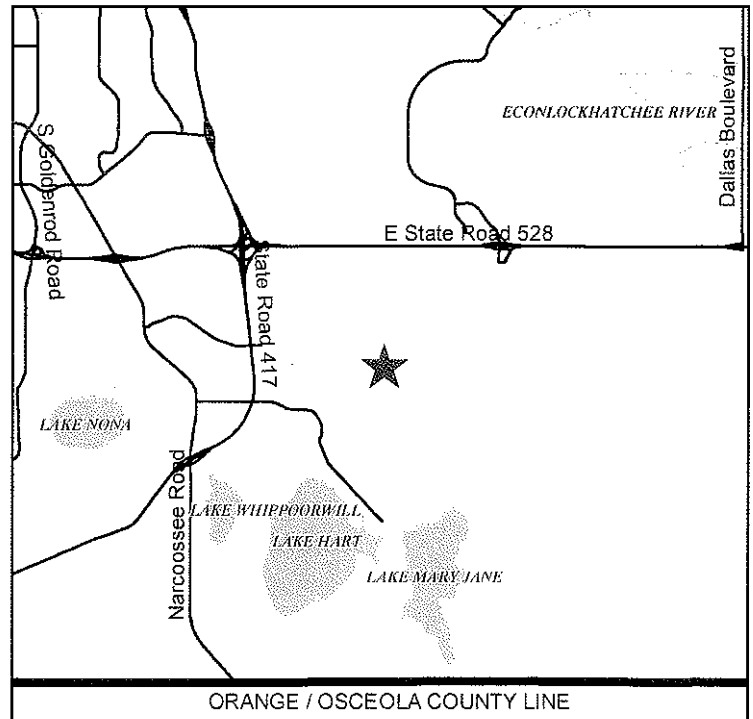 ECONLOCKHATCHEE RIVER
Dallas Boulevard
S Goldenrod Road
E State Road 528
State Road 417
LAKE NONA
Narcoossee Road
LAKE WHIPPOORWILL
LAKE HART
LAKE MARY JANE
ORANGE / OSCEOLA COUNTY LINE